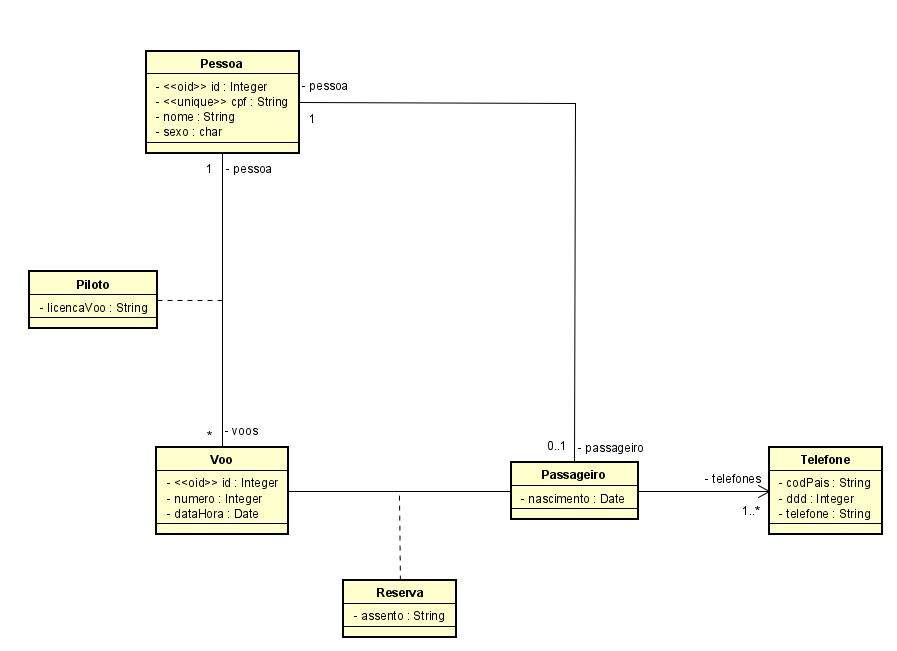 Pessoa
- <<oid>> id : Integer
- <<unique>> cpf : String
- nome : String
- sexo : char
- pessoa
1
1
- pessoa
Piloto
- licencaVoo : String
*
- voos
Voo
- <<oid>> id : Integer
- numero : Integer
- dataHora : Date
0..1
- passageiro
Passageiro
- nascimento : Date
- telefones
1..*
Telefone
- codPais : String
- ddd : Integer
- telefone : String
Reserva
- assento : String